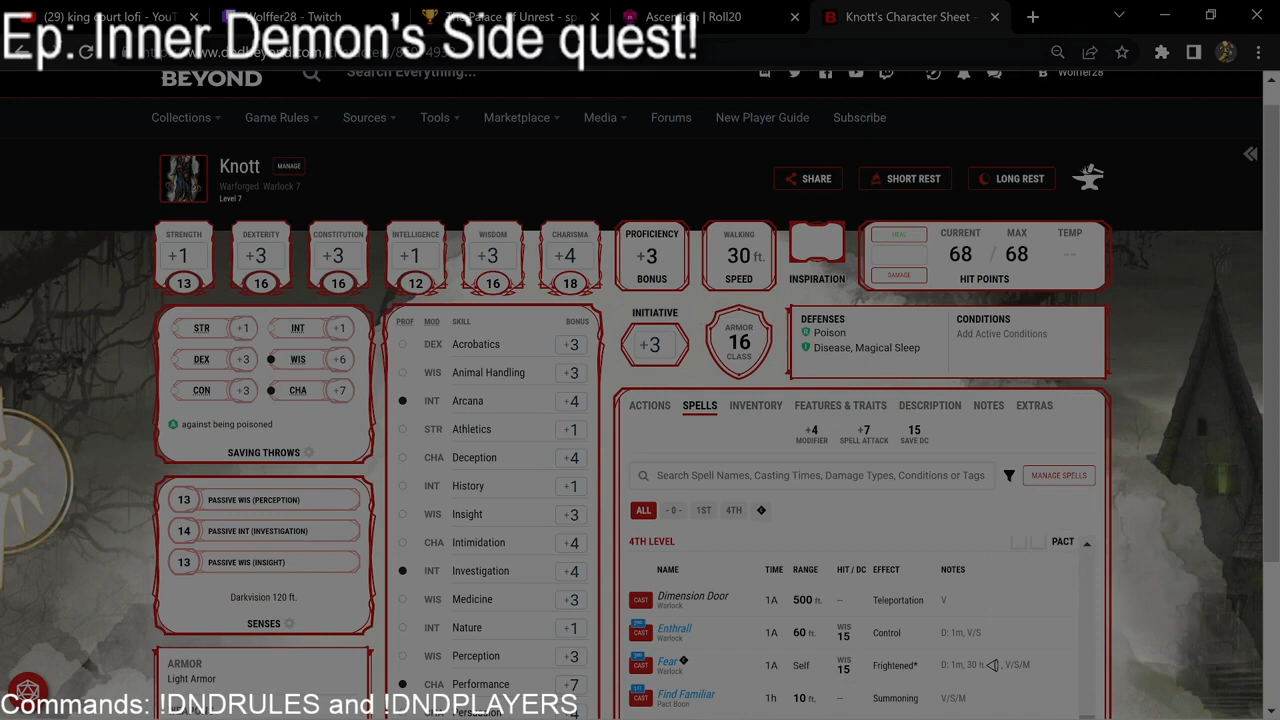 (29) king court lofi - YouT
Wolffer28 - Twitch
The Palace of Unrest - sp
Ascension | Roll20
Knott's Character Sheet -
Ep: Inner Demon's Side quest!
BEYOND
Search Everything...
Wolffer28
Collections
Game Rules
Sources
Tools
Marketplace
Media
Forums
New Player Guide
Subscribe
Knott MANAGE
Warforged Warlock 7
Level 7
SHARE
SHORT REST
LONG REST
STRENGTH
+1
13
DEXTERITY
+3
16
CONSTITUTION
+3
16
INTELLIGENCE
+1
12
WISDOM
+3
16
CHARISMA
+4
18
PROFICIENCY
+3
BONUS
WALKING
30 ft.
SPEED
INSPIRATION
HEAL
DAMAGE
CURRENT MAX TEMP
68 / 68 --
HIT POINTS
STR +1 INT +1
DEX +3 WIS +6
CON +3 CHA +7
against being poisoned
SAVING THROWS
13 PASSIVE WIS (PERCEPTION)
14 PASSIVE INT (INVESTIGATION)
13 PASSIVE WIS (INSIGHT)
Darkvision 120 ft.
SENSES
ARMOR
Light Armor
PROF MOD SKILL BONUS
DEX Acrobatics +3
WIS Animal Handling +3
INT Arcana +4
STR Athletics +1
CHA Deception +4
INT History +1
WIS Insight +3
CHA Intimidation +4
INT Investigation +4
WIS Medicine +3
INT Nature +1
WIS Perception +3
CHA Performance +7
INITIATIVE
+3
ARMOR
16
CLASS
DEFENSES
Poison
Disease, Magical Sleep
CONDITIONS
Add Active Conditions
ACTIONS SPELLS INVENTORY FEATURES & TRAITS DESCRIPTION NOTES EXTRAS
+4 +7 15
MODIFIER SPELL ATTACK SAVE DC
Search Spell Names, Casting Times, Damage Types, Conditions or Tags
MANAGE SPELLS
ALL - 0 - 1ST 4TH
4TH LEVEL PACT
NAME TIME RANGE HIT / DC EFFECT NOTES
CAST Dimension Door 1A 500 ft. -- Teleportation V
Warlock
2nd CAST Enthrall 1A 60 ft. WIS 15 Control D: 1m, V/S
Warlock
3rd CAST Fear 1A Self WIS 15 Frightened* D: 1m, 30 ft. , V/S/M
Warlock
1st CAST Find Familiar 1h 10 ft. -- Summoning V/S/M
Pact Boon
Commands: !DNDRULES and !DNDPLAYERS